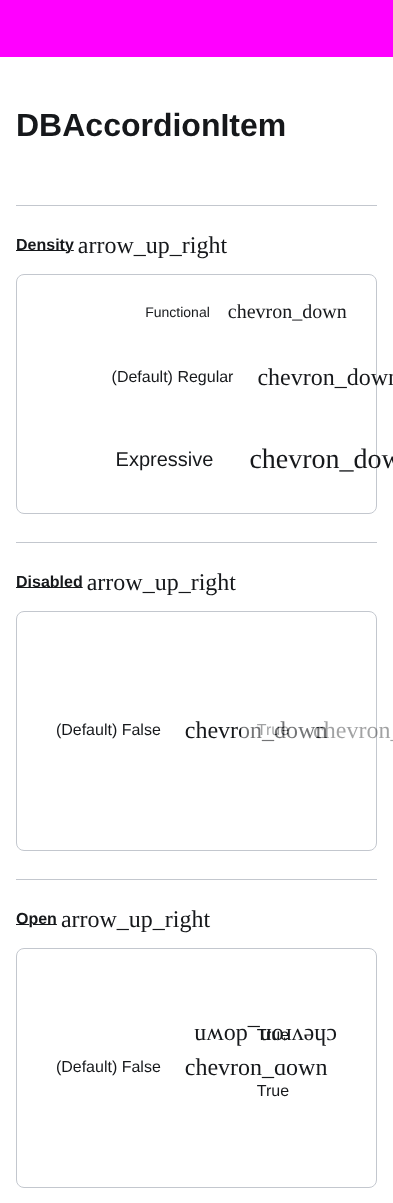 DBAccordionItem
Density arrow_up_right
Functional chevron_down
(Default) Regular chevron_down
Expressive chevron_dow
Disabled arrow_up_right
(Default) False chevron_down True chevron_
Open arrow_up_right
chevron_down True
(Default) False chevron_down
True